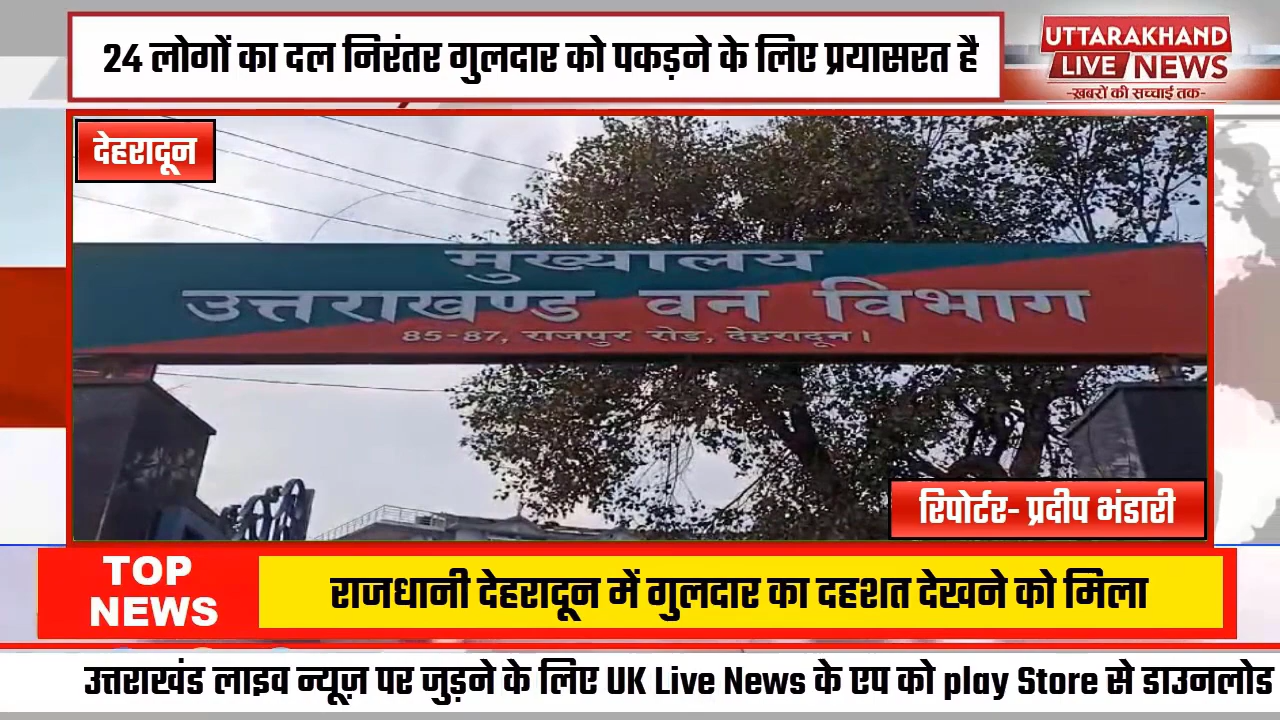 24 लोगों का दल निरंतर गुलदार को पकड़ने के लिए प्रयासरत है
UTTARAKHAND
LIVE NEWS
-ख़बरों की सच्चाई तक-
देहरादून
मुख्यालय
उत्तराखण्ड वन विभाग
85-87, राजपुर रोड, देहरादून।
रिपोर्टर- प्रदीप भंडारी
TOP
NEWS
राजधानी देहरादून में गुलदार का दहशत देखने को मिला
उत्तराखंड लाइव न्यूज़ पर जुड़ने के लिए UK Live News के एप को play Store से डाउनलोड